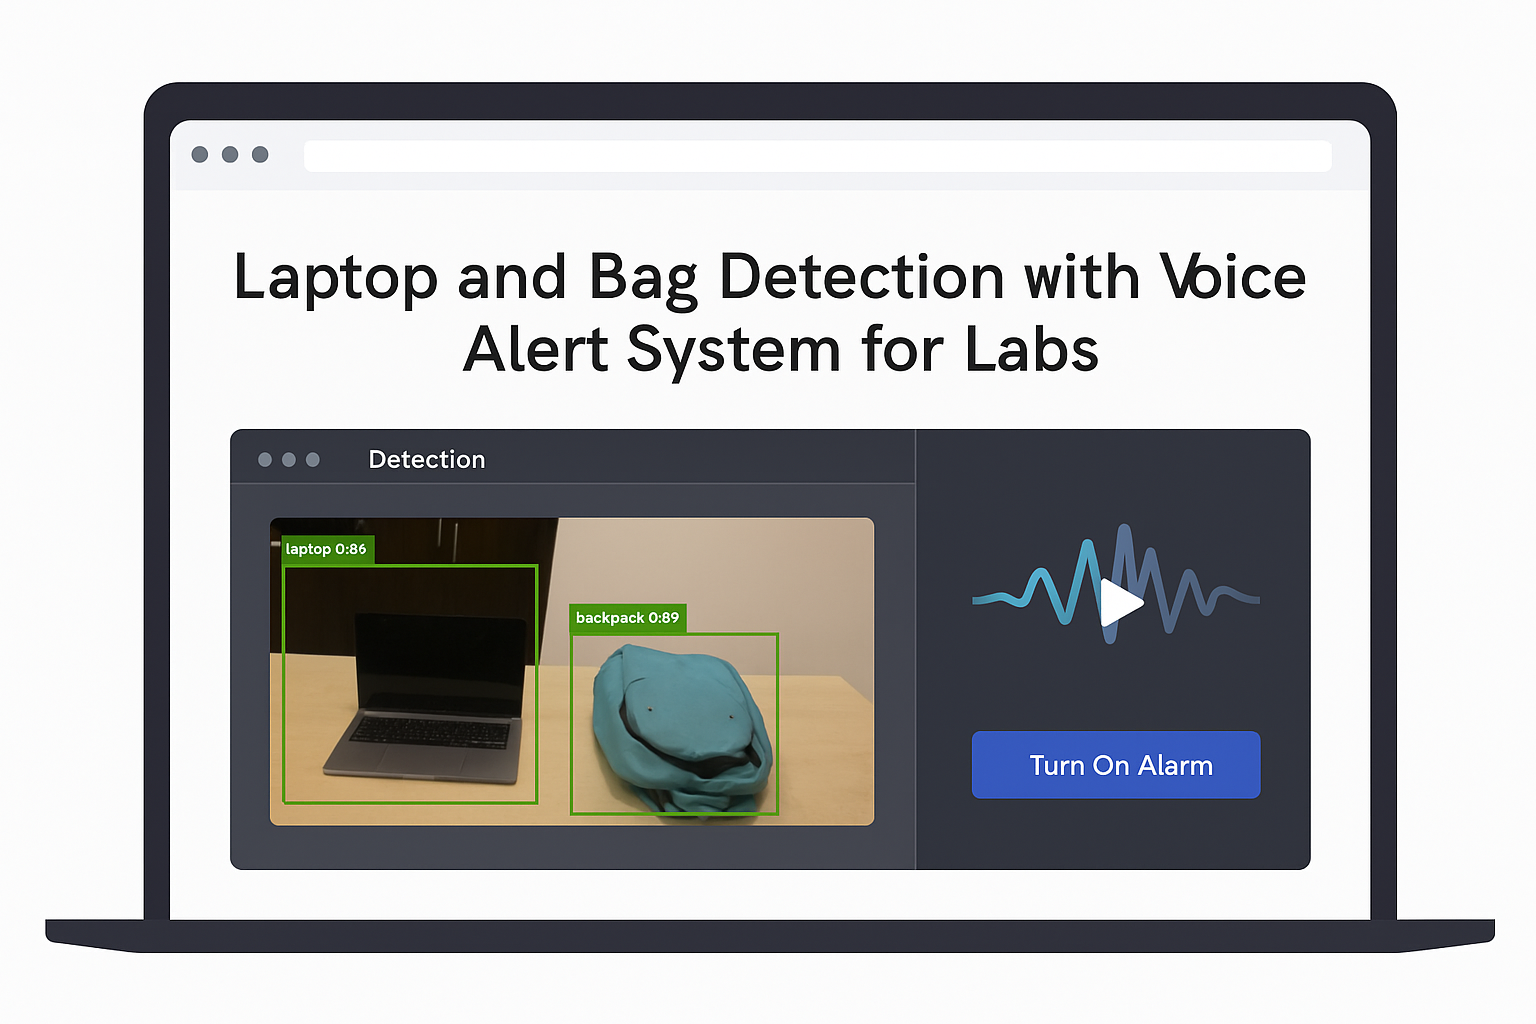 Laptop and Bag Detection with Voice
Alert System for Labs
Detection
laptop 0:86
backpack 0:89
Turn On Alarm